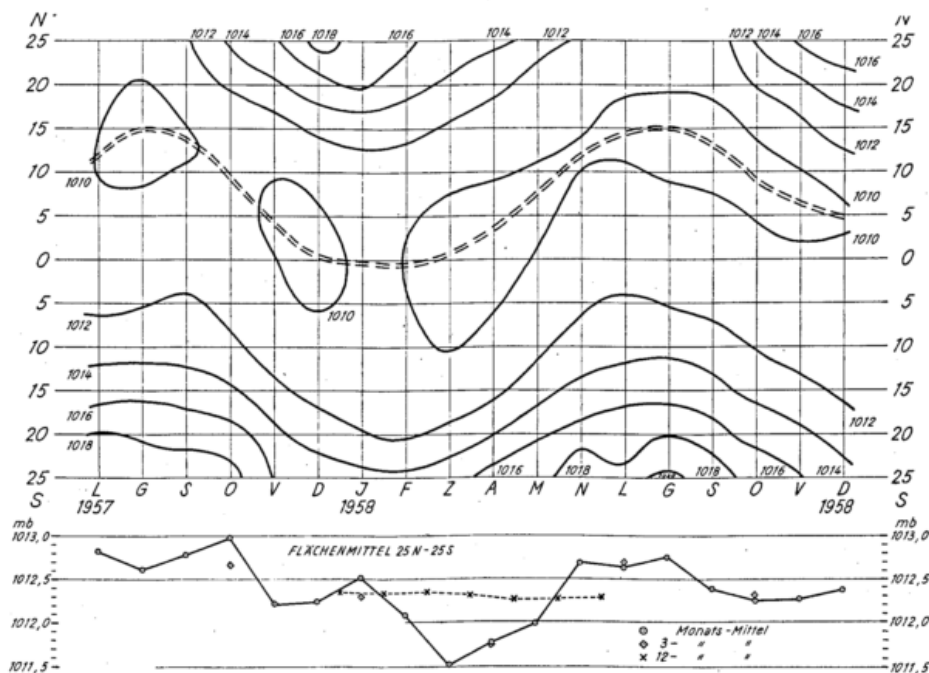 N N
1012 1014 1016 1018 1016 1014 1012 1012 1014 1016
25 25
1016
20 20
1014
15 15
1012
10 10
1010 1010
5 5
1010
0 0
5 5
1012 1010
10 10
1014
15 15
1016 1012
20 20
1018 1014
25 1016 1018 1018 1016 25
S L G S O V D J F Z A M N L G S O V D S
1957 1958 1958
mb mb
1013,0 1013,0
FLÄCHENMITTEL 25 N – 25 S
1012,5 1012,5
1012,0 1012,0
Monats – Mittel
3 – " "
1011,5 12 – " " 1011,5